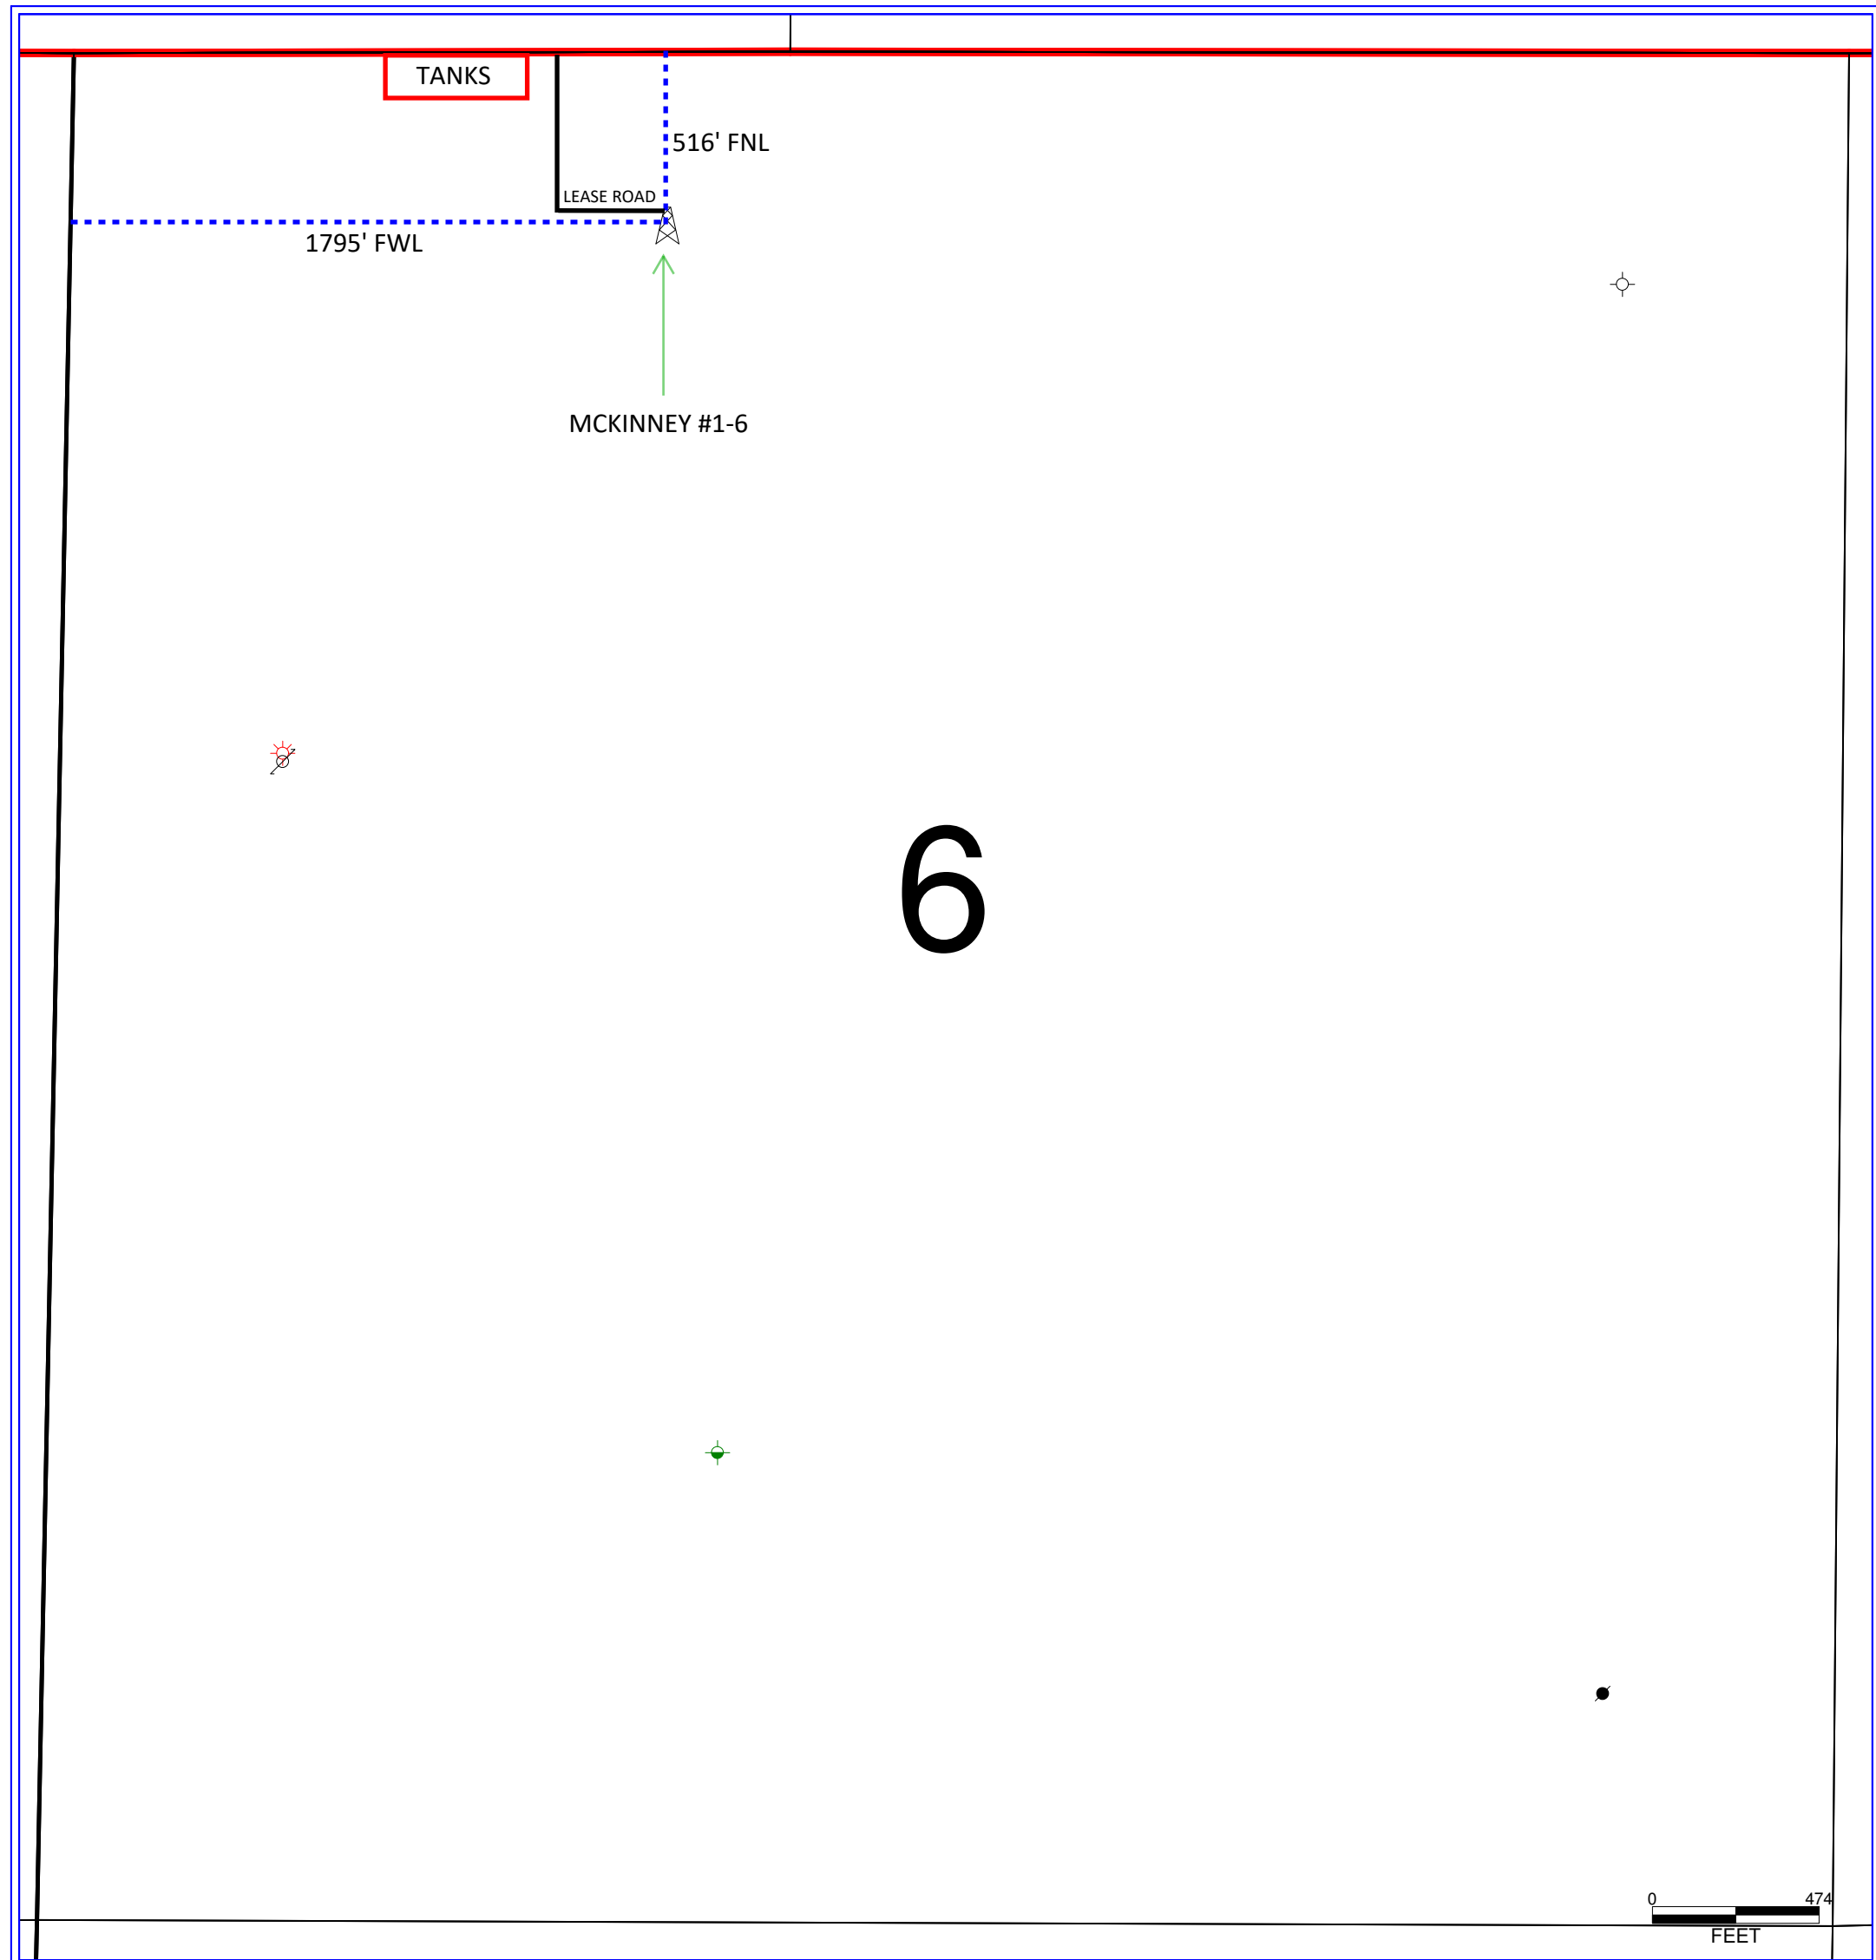 TANKS
516' FNL
LEASE ROAD
1795' FWL
MCKINNEY #1-6
6
0 474
FEET